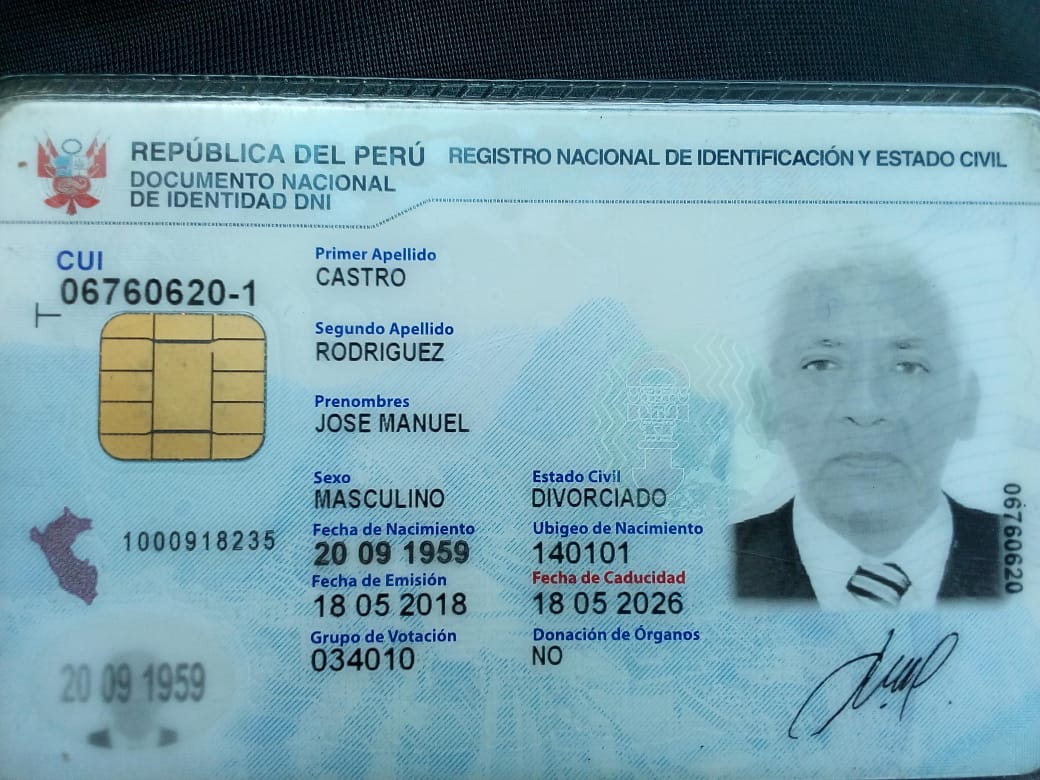 REPÚBLICA DEL PERÚ REGISTRO NACIONAL DE IDENTIFICACIÓN Y ESTADO CIVIL
DOCUMENTO NACIONAL
DE IDENTIDAD DNI
CUI
06760620-1
Primer Apellido
CASTRO
Segundo Apellido
RODRIGUEZ
Prenombres
JOSE MANUEL
Sexo Estado Civil
MASCULINO DIVORCIADO
Fecha de Nacimiento Ubigeo de Nacimiento
20 09 1959 140101
Fecha de Emisión Fecha de Caducidad
18 05 2018 18 05 2026
Grupo de Votación Donación de Órganos
034010 NO
1000918235
20 09 1959
06760620